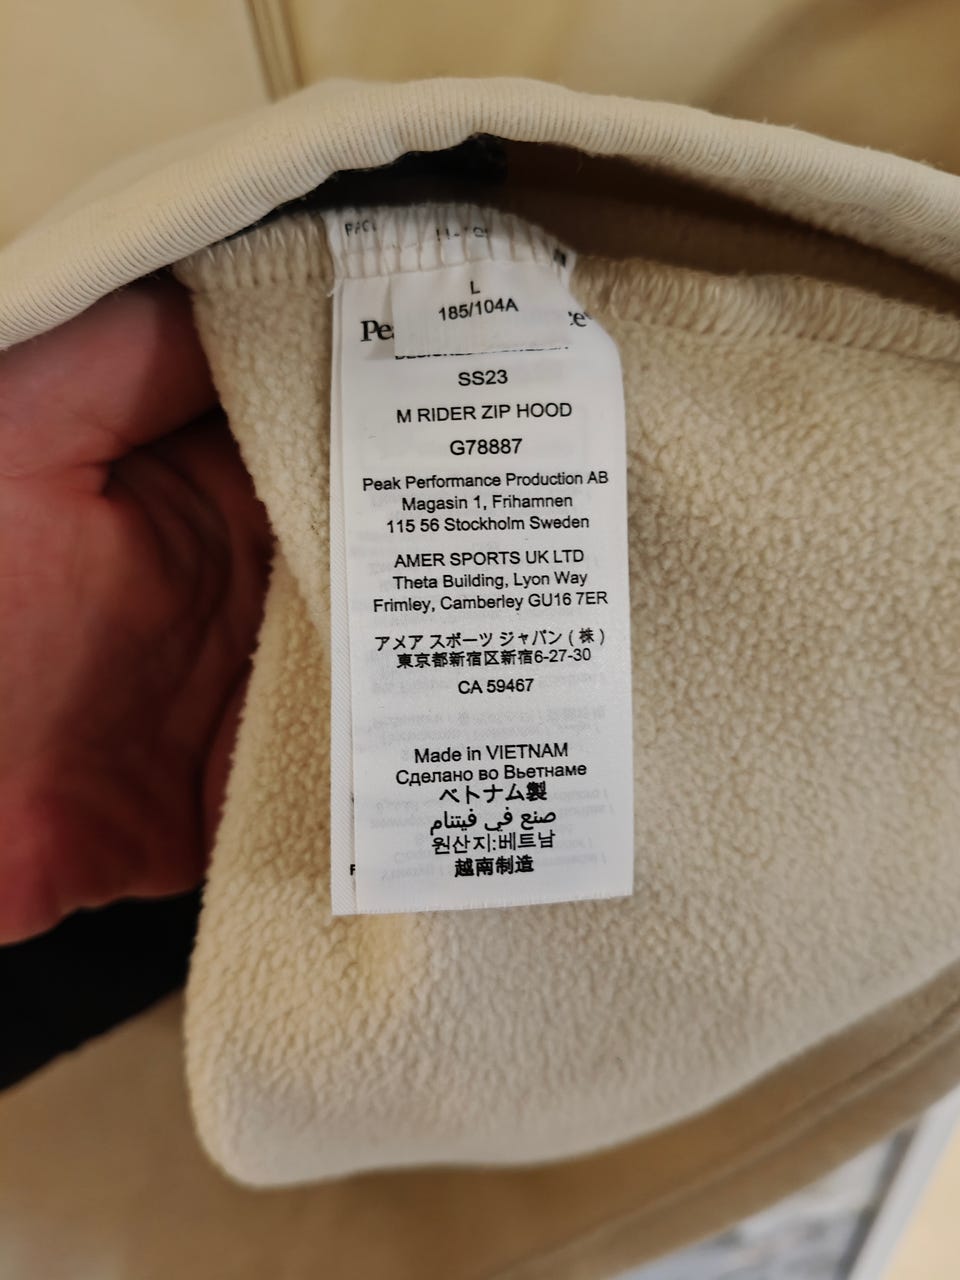 L
185/104A
SS23
M RIDER ZIP HOOD
G78887
Peak Performance Production AB
Magasin 1, Frihamnen
115 56 Stockholm Sweden
AMER SPORTS UK LTD
Theta Building, Lyon Way
Frimley, Camberley GU16 7ER
アメア スポーツ ジャパン ( 株 )
東京都新宿区新宿6-27-30
CA 59467
Made in VIETNAM
Сделано во Вьетнаме
ベトナム製
صنع في فيتنام
원산지:베트남
越南制造